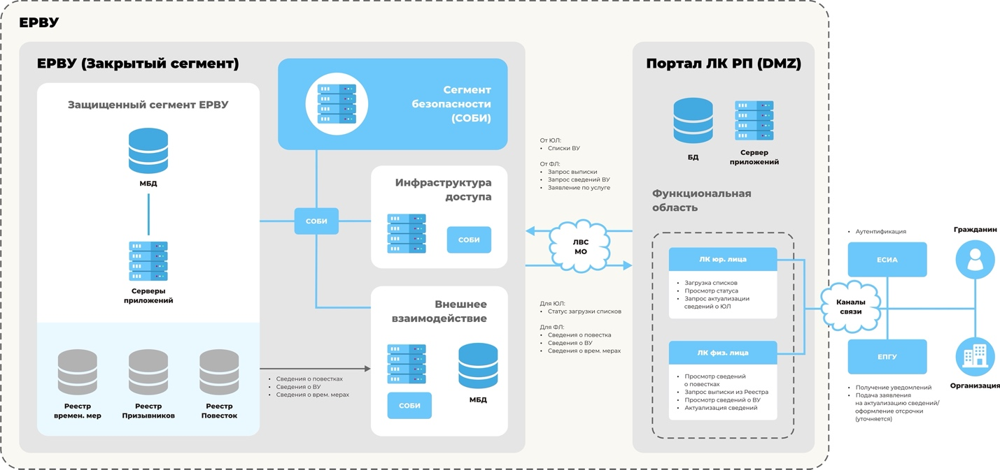 ЕРВУ
ЕРВУ (Закрытый сегмент)
Защищенный сегмент ЕРВУ
МБД
Серверы
приложений
Реестр
времен. мер
Реестр
Призывников
Реестр
Повесток
Сегмент
безопасности
(СОБИ)
СОБИ
Инфраструктура
доступа
СОБИ
Внешнее
взаимодействие
СОБИ
МБД
• Сведения о повестках
• Сведения о ВУ
• Сведения о врем. мерах
От ЮЛ:
• Списки ВУ
От ФЛ:
• Запрос выписки
• Запрос сведений ВУ
• Заявление по услуге
ЛВС
МО
Для ЮЛ:
• Статус загрузки списков
Для ФЛ:
• Сведения о повестка
• Сведения о ВУ
• Сведения о врем. мерах
Портал ЛК РП (DMZ)
БД
Сервер
приложений
Функциональная
область
ЛК юр. лица
• Загрузка списков
• Просмотр статуса
• Запрос актуализации
сведений о ЮЛ
ЛК физ. лица
• Просмотр сведений
о повестках
• Запрос выписки из Реестра
• Просмотр сведений о ВУ
• Актуализация сведений
Каналы
связи
• Аутентификация
ЕСИА
Гражданин
ЕПГУ
Организация
• Получение уведомлений
• Подача заявления
на актуализацию сведений/
оформление отсрочки
(уточняется)